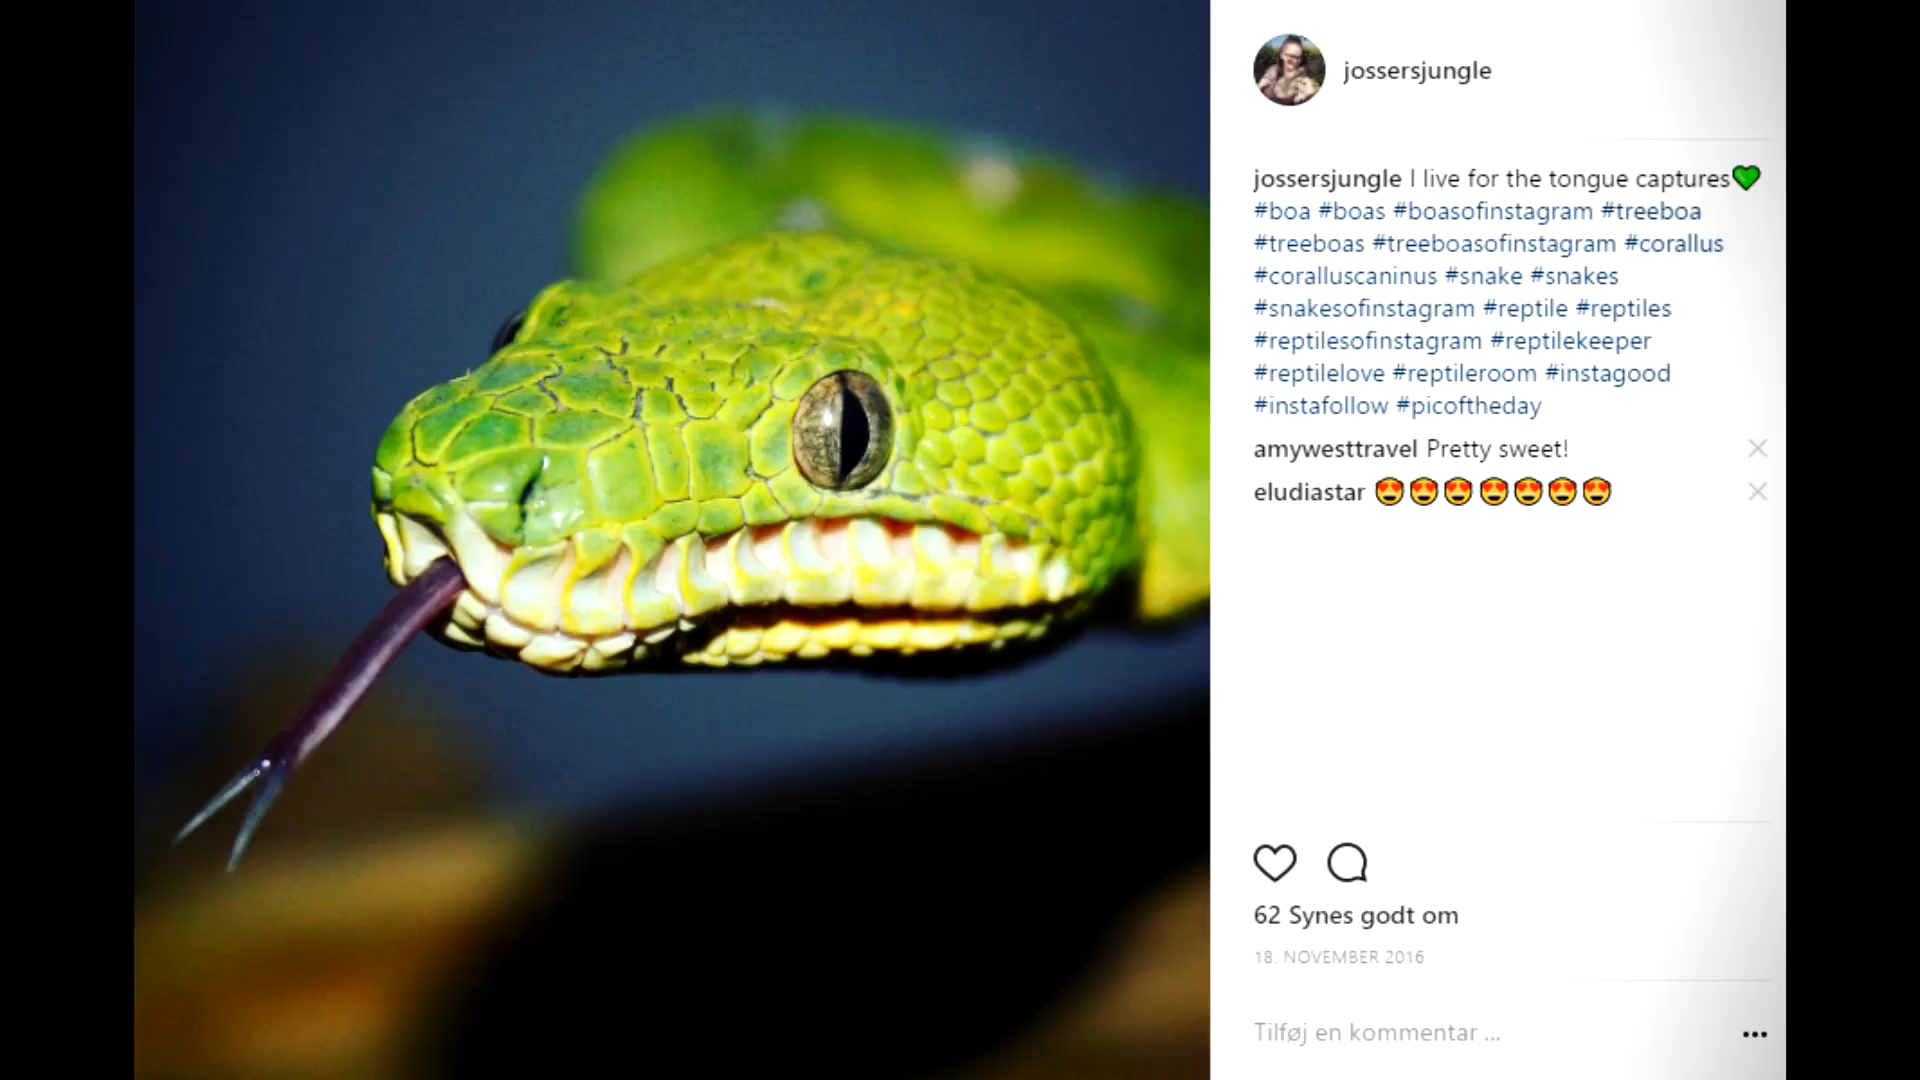 jossersjungle
jossersjungle I live for the tongue captures💚
#boa #boas #boasofinstagram #treeboa
#treeboas #treeboasofinstagram #corallus
#coralluscaninus #snake #snakes
#snakesofinstagram #reptile #reptiles
#reptilesofinstagram #reptilekeeper
#reptilelove #reptileroom #instagood
#instafollow #picoftheday
amywesttravel Pretty sweet!
eludiastar 😍😍😍😍😍😍😍
62 Synes godt om
18. NOVEMBER 2016
Tilføj en kommentar ...